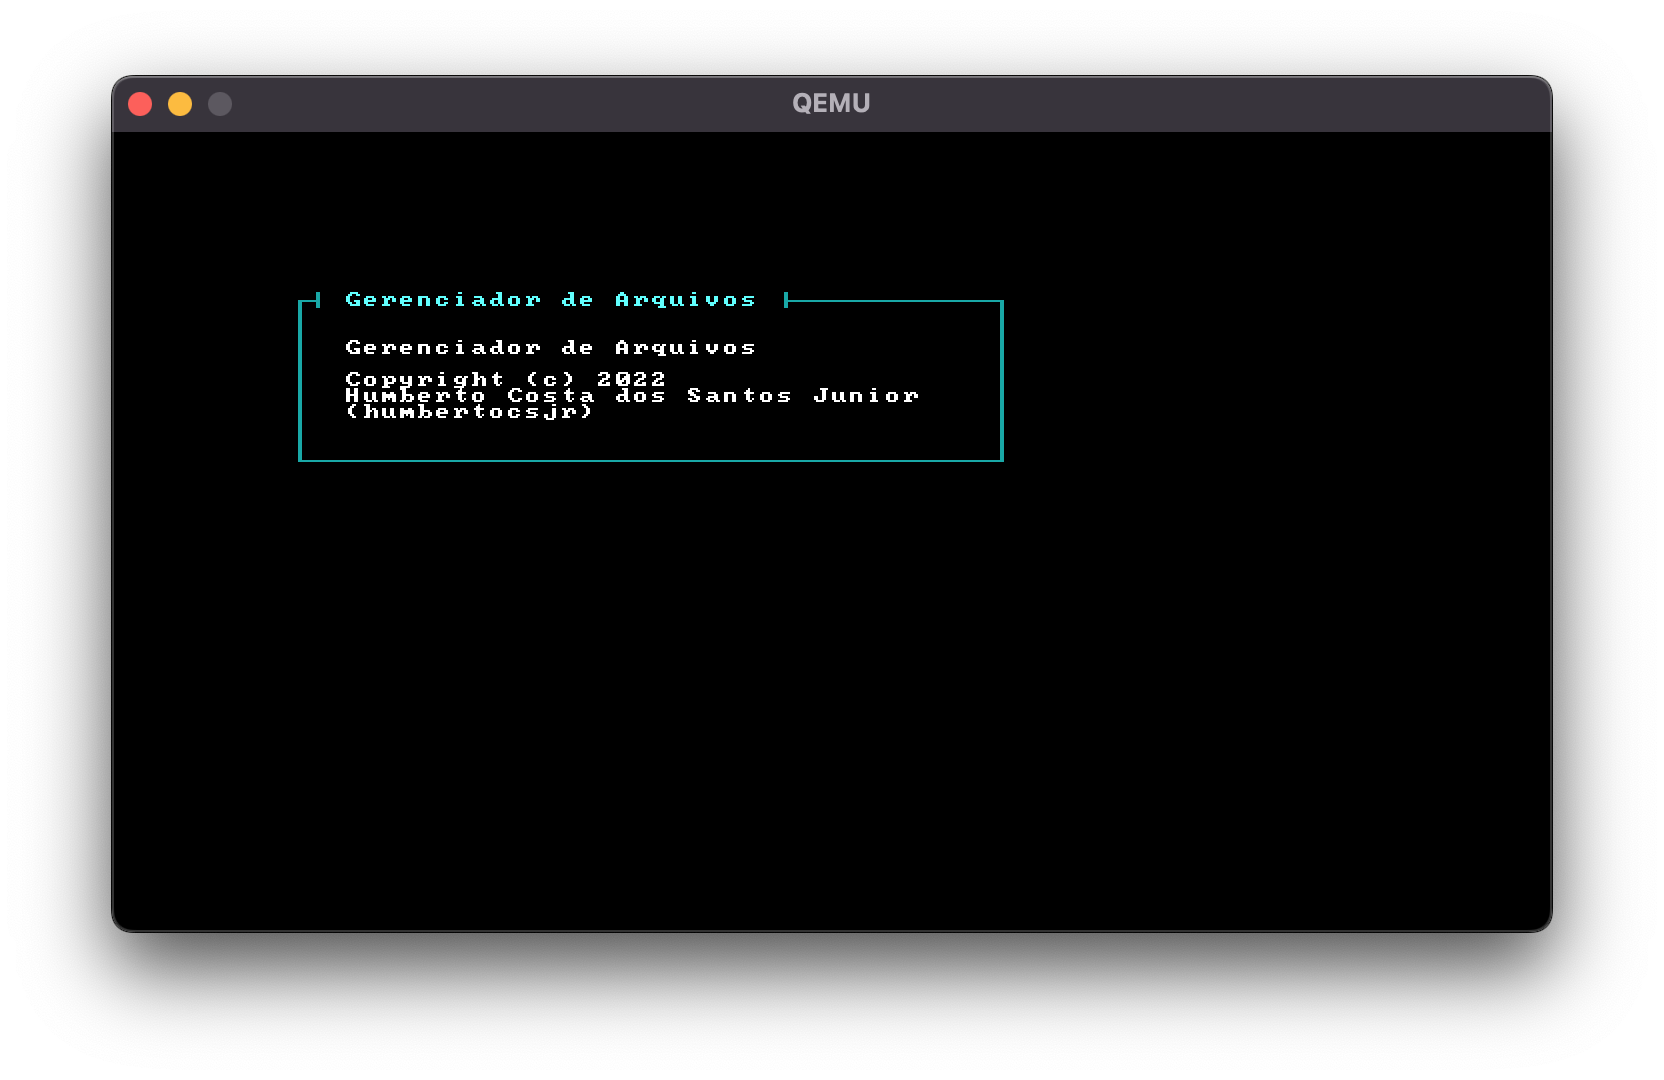 QEMU
Gerenciador de Arquivos
Gerenciador de Arquivos
Copyright (c) 2022
Humberto Costa dos Santos Junior
(humbertocsjr)